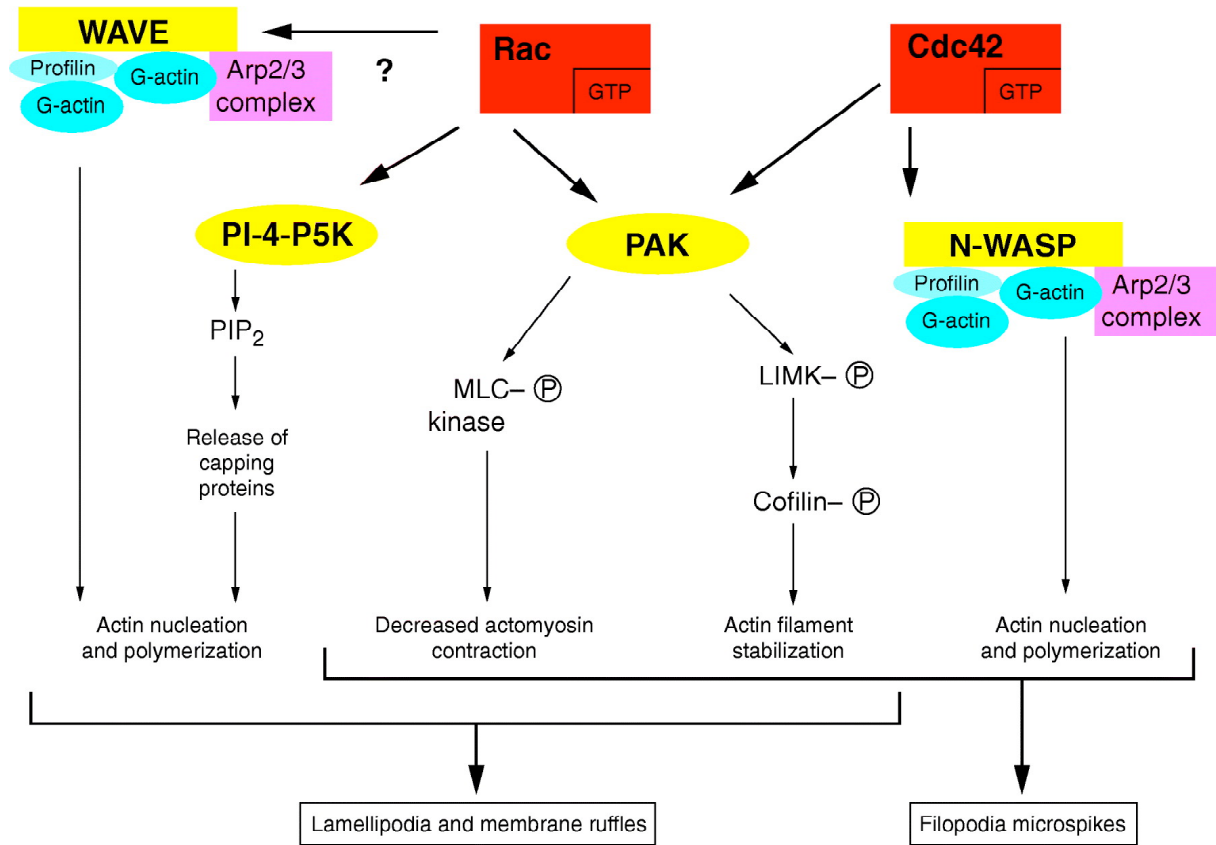 WAVE
Profilin
G-actin
G-actin
Arp2/3
complex
?
Rac
GTP
Cdc42
GTP
PI-4-P5K
PAK
N-WASP
Profilin
G-actin
G-actin
Arp2/3
complex
PIP2
MLC– P
kinase
LIMK– P
Release of
capping
proteins
Cofilin– P
Actin nucleation
and polymerization
Decreased actomyosin
contraction
Actin filament
stabilization
Actin nucleation
and polymerization
Lamellipodia and membrane ruffles
Filopodia microspikes